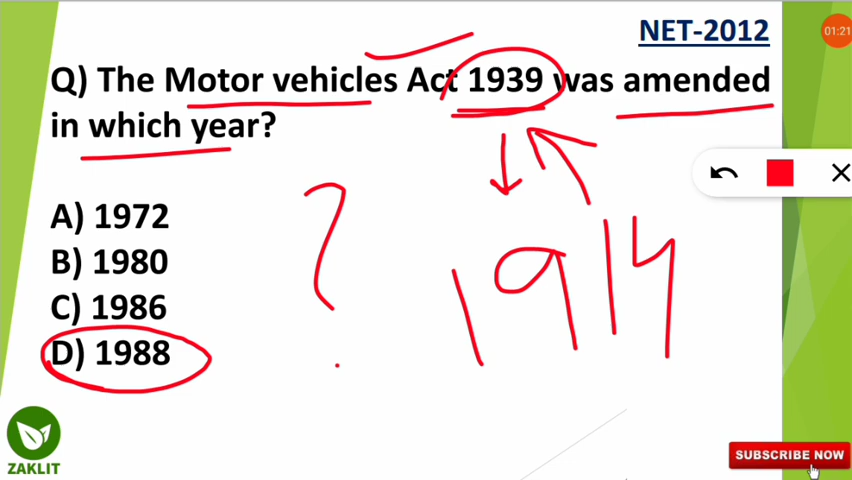 NET-2012
01:21
Q) The Motor vehicles Act 1939 was amended
in which year?
A) 1972
B) 1980
C) 1986
D) 1988
?
1914
ZAKLIT
SUBSCRIBE NOW